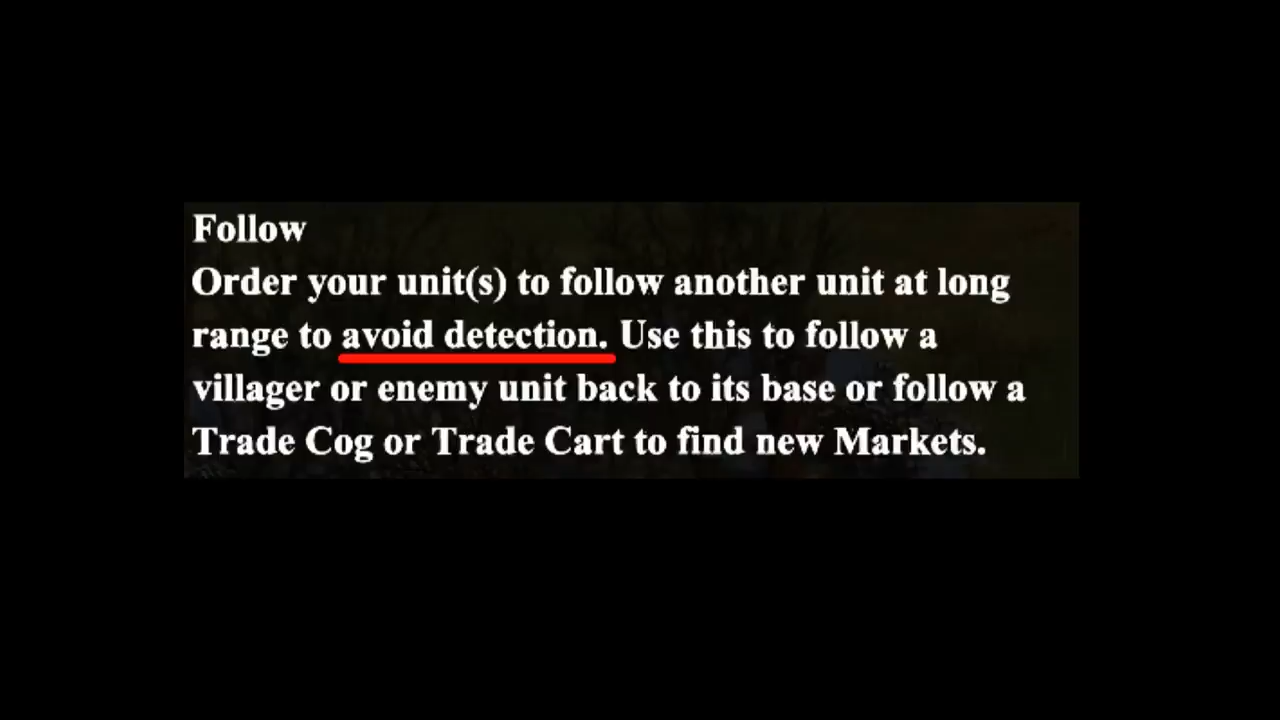 Follow
Order your unit(s) to follow another unit at long
range to avoid detection. Use this to follow a
villager or enemy unit back to its base or follow a
Trade Cog or Trade Cart to find new Markets.